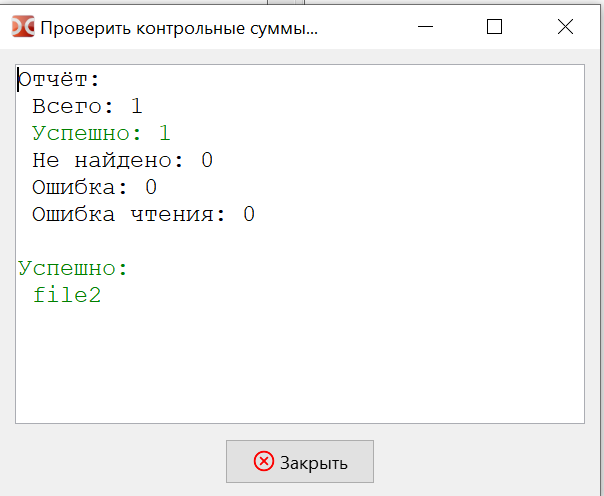 Проверить контрольные суммы...
Отчёт:
Всего: 1
Успешно: 1
Не найдено: 0
Ошибка: 0
Ошибка чтения: 0
Успешно:
file2
Закрыть